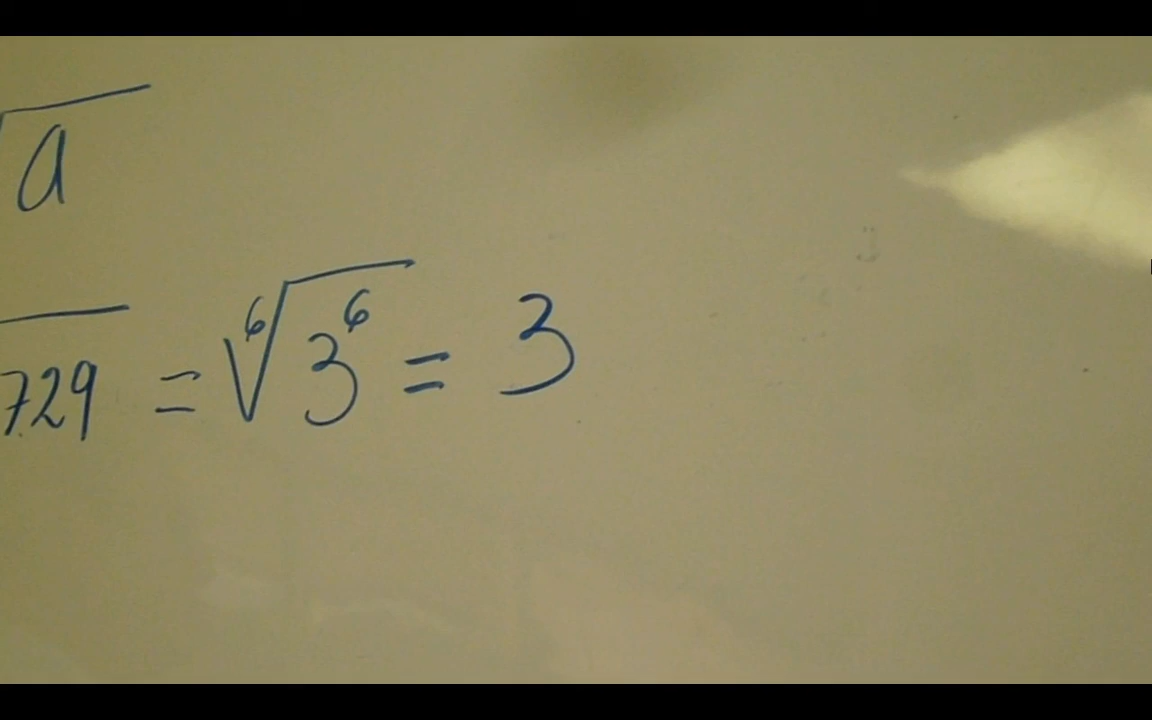 √a
√729 = ⁶√3⁶ = 3